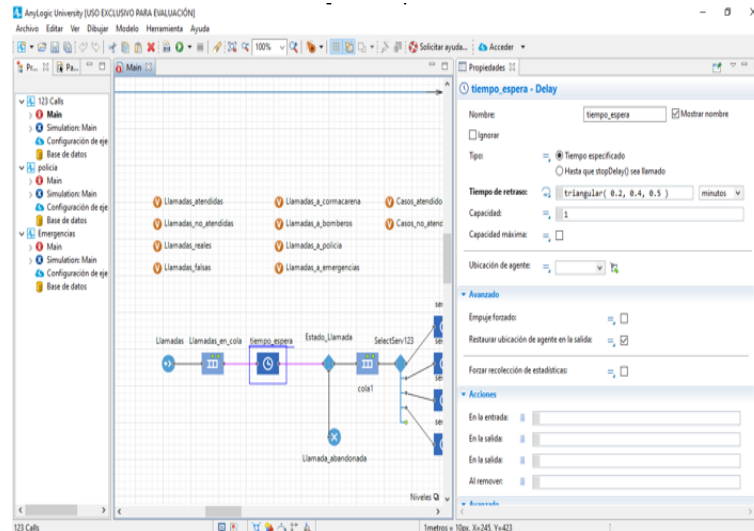 AnyLogic University [USO EXCLUSIVO PARA EVALUACIÓN]
Archivo Editar Ver Dibujar Modelo Herramienta Ayuda
100%
Solicitar ayuda...
Acceder
Pr...
Pa...
Main
123 Calls
Main
Simulation: Main
Configuración de eje
Base de datos
policia
Main
Simulation: Main
Configuración de eje
Base de datos
Emergencias
Main
Simulation: Main
Configuración de eje
Base de datos
Llamadas_atendidas
Llamadas_a_cormacarena
Casos_atendido
Llamadas_no_atendidas
Llamadas_a_bomberos
Casos_no_atend
Llamadas_reales
Llamadas_a_policia
Llamadas_falsas
Llamadas_a_emergencias
Llamadas
Llamadas_en_cola
tiempo_espera
Estado_Llamada
SelectServ123
cola1
Llamada_abandonada
Niveles
Propiedades
tiempo_espera - Delay
Nombre: tiempo_espera Mostrar nombre
Ignorar
Tipo: Tiempo especificado
Hasta que stopDelay() sea llamado
Tiempo de retraso: triangular( 0.2, 0.4, 0.5 ) minutos
Capacidad: 1
Capacidad máxima:
Ubicación de agente:
Avanzado
Empuje forzado:
Restaurar ubicación de agente en la salida:
Forzar recolección de estadísticas:
Acciones
En la entrada:
En la salida:
En la salida:
Al remover:
123 Calls
1metros = 10px, X=245, Y=423